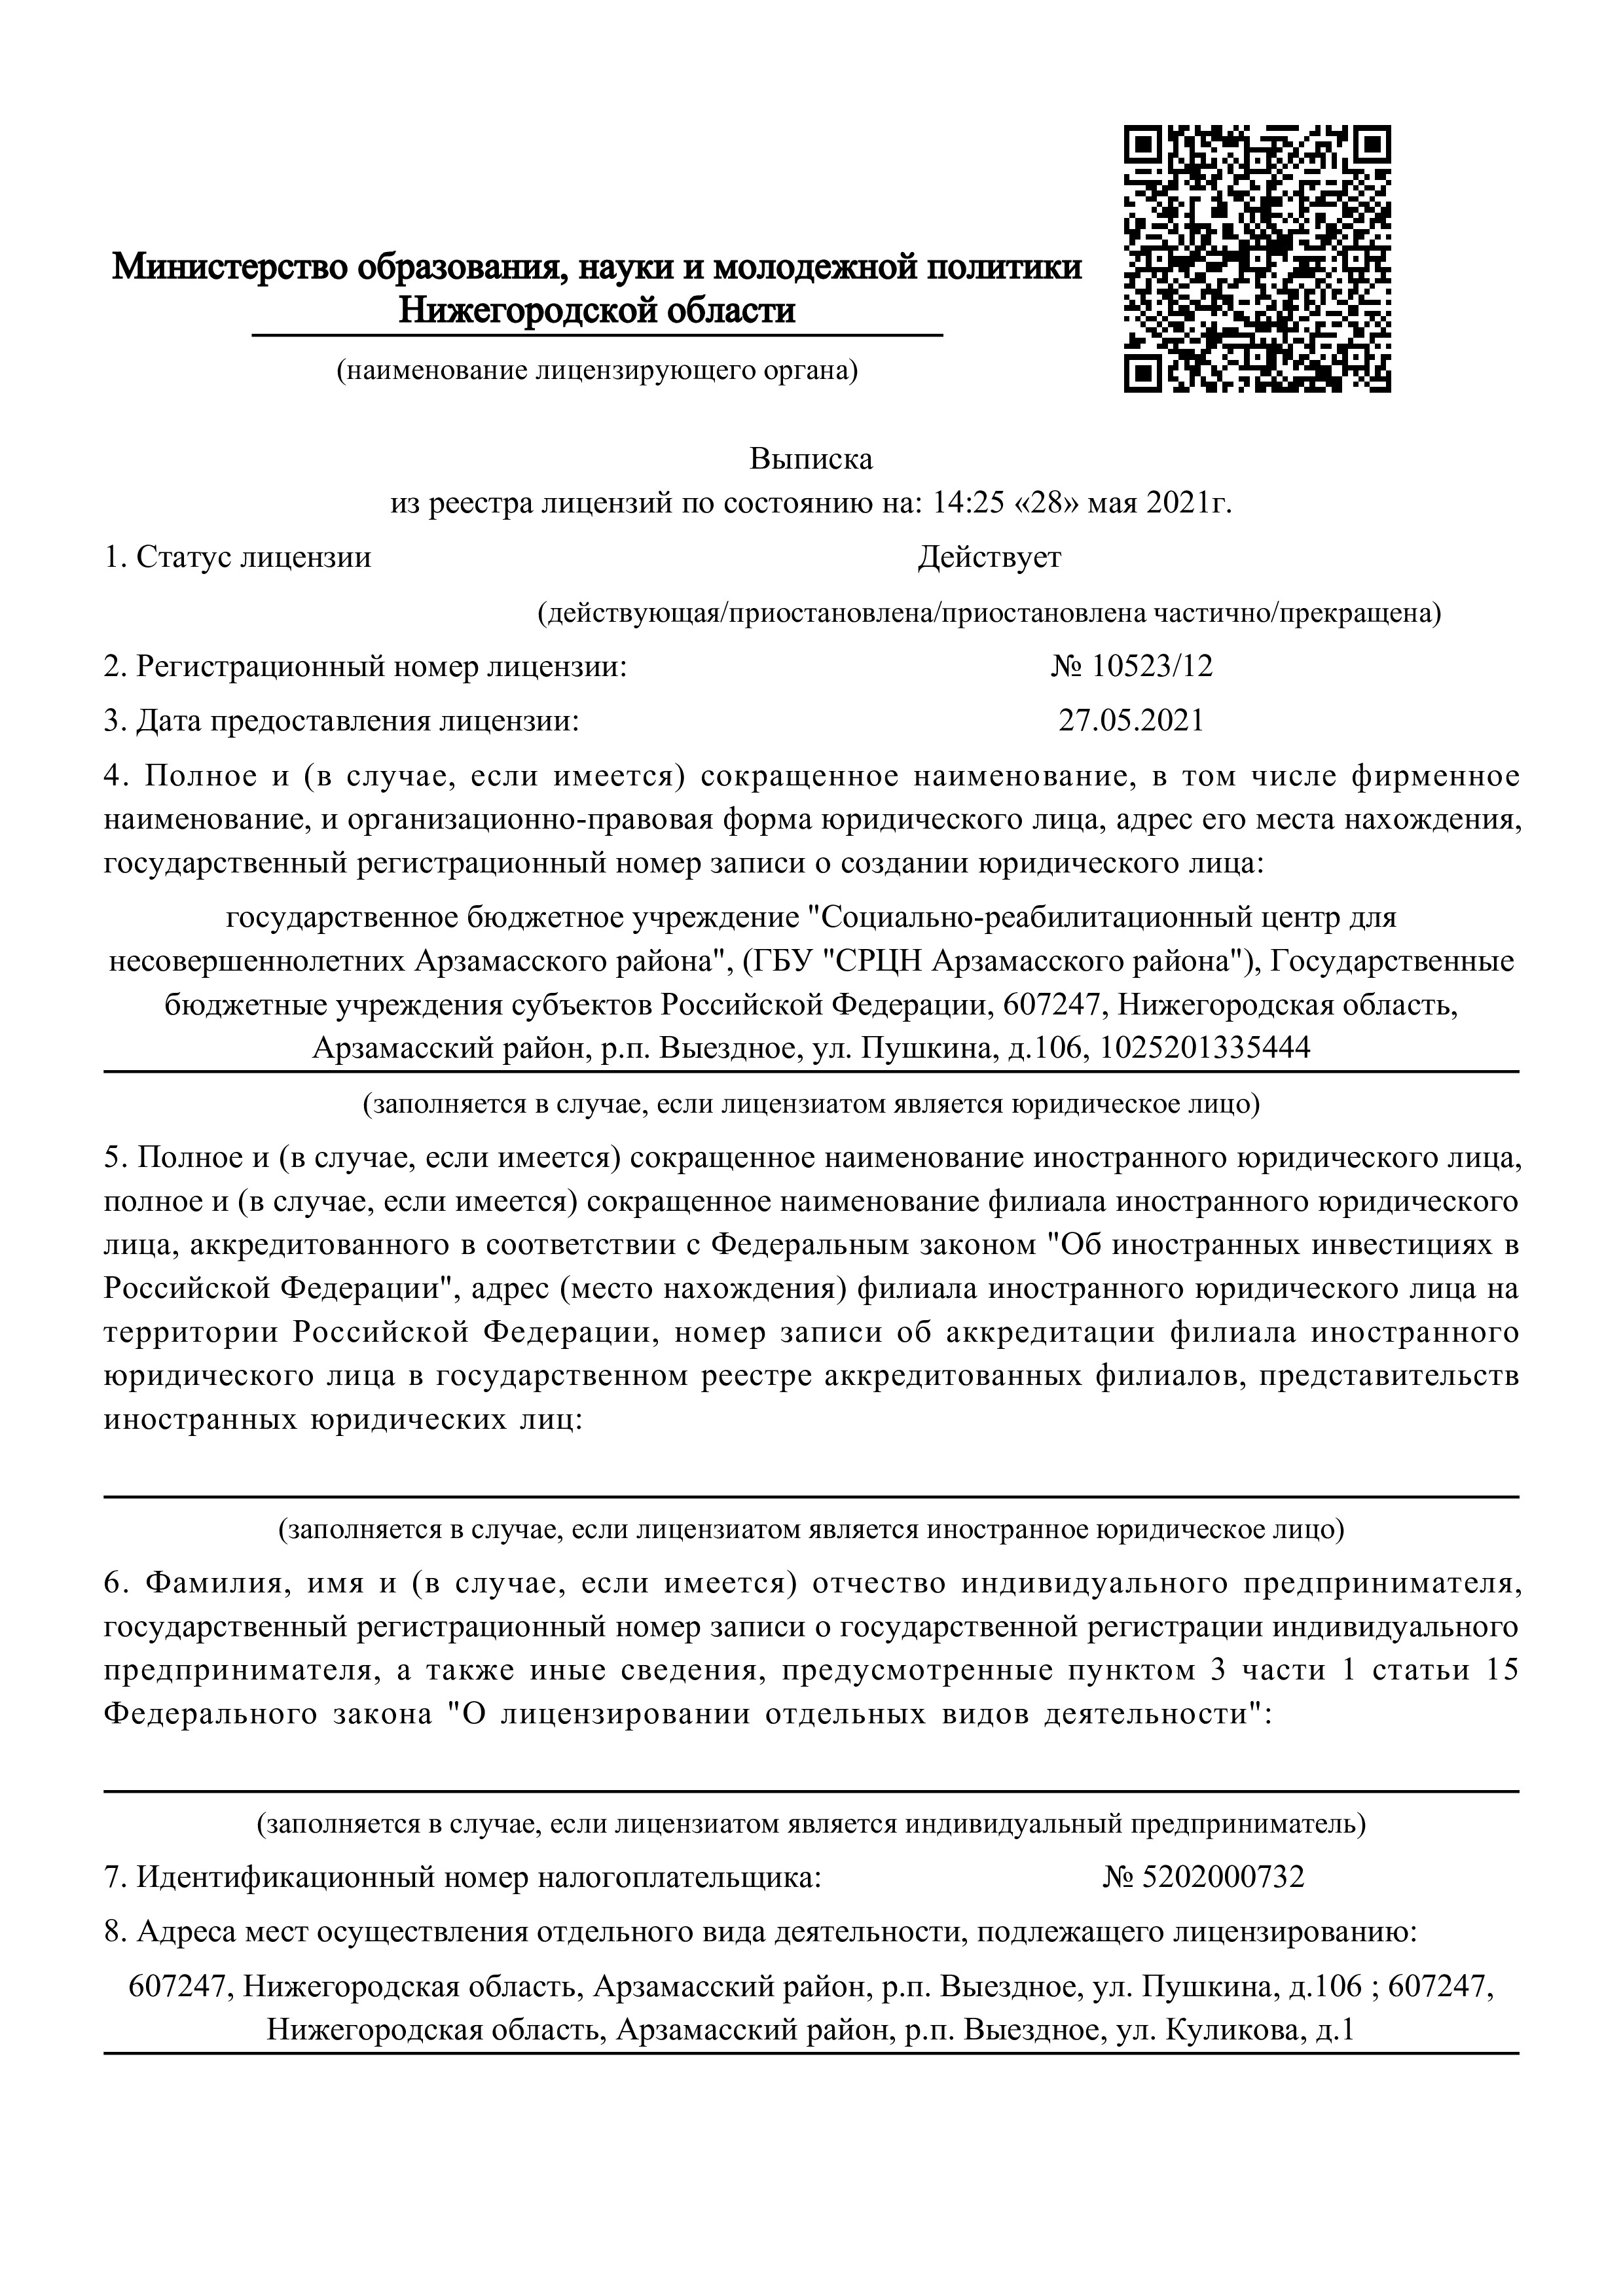 Министерство образования, науки и молодежной политики
Нижегородской области
(наименование лицензирующего органа)
Выписка
из реестра лицензий по состоянию на: 14:25 «28» мая 2021г.
1. Статус лицензии Действует
(действующая/приостановлена/приостановлена частично/прекращена)
2. Регистрационный номер лицензии: № 10523/12
3. Дата предоставления лицензии: 27.05.2021
4. Полное и (в случае, если имеется) сокращенное наименование, в том числе фирменное
наименование, и организационно-правовая форма юридического лица, адрес его места нахождения,
государственный регистрационный номер записи о создании юридического лица:
государственное бюджетное учреждение "Социально-реабилитационный центр для
несовершеннолетних Арзамасского района", (ГБУ "СРЦН Арзамасского района"), Государственные
бюджетные учреждения субъектов Российской Федерации, 607247, Нижегородская область,
Арзамасский район, р.п. Выездное, ул. Пушкина, д.106, 1025201335444
(заполняется в случае, если лицензиатом является юридическое лицо)
5. Полное и (в случае, если имеется) сокращенное наименование иностранного юридического лица,
полное и (в случае, если имеется) сокращенное наименование филиала иностранного юридического
лица, аккредитованного в соответствии с Федеральным законом "Об иностранных инвестициях в
Российской Федерации", адрес (место нахождения) филиала иностранного юридического лица на
территории Российской Федерации, номер записи об аккредитации филиала иностранного
юридического лица в государственном реестре аккредитованных филиалов, представительств
иностранных юридических лиц:
(заполняется в случае, если лицензиатом является иностранное юридическое лицо)
6. Фамилия, имя и (в случае, если имеется) отчество индивидуального предпринимателя,
государственный регистрационный номер записи о государственной регистрации индивидуального
предпринимателя, а также иные сведения, предусмотренные пунктом 3 части 1 статьи 15
Федерального закона "О лицензировании отдельных видов деятельности":
(заполняется в случае, если лицензиатом является индивидуальный предприниматель)
7. Идентификационный номер налогоплательщика: № 5202000732
8. Адреса мест осуществления отдельного вида деятельности, подлежащего лицензированию:
607247, Нижегородская область, Арзамасский район, р.п. Выездное, ул. Пушкина, д.106 ; 607247,
Нижегородская область, Арзамасский район, р.п. Выездное, ул. Куликова, д.1